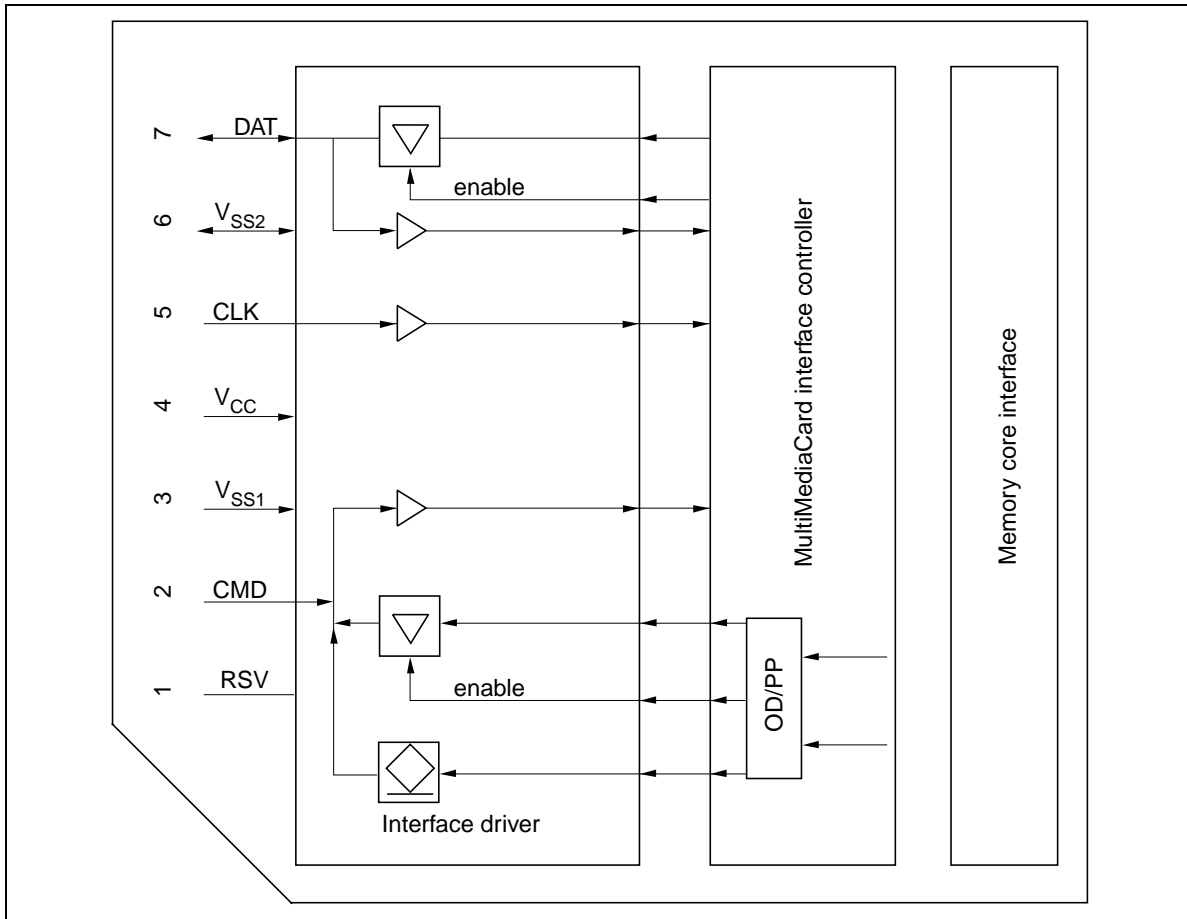 7 DAT
enable
6 VSS2
5 CLK
4 VCC
3 VSS1
2 CMD
1 RSV
enable
Interface driver
OD/PP
MultiMediaCard interface controller
Memory core interface